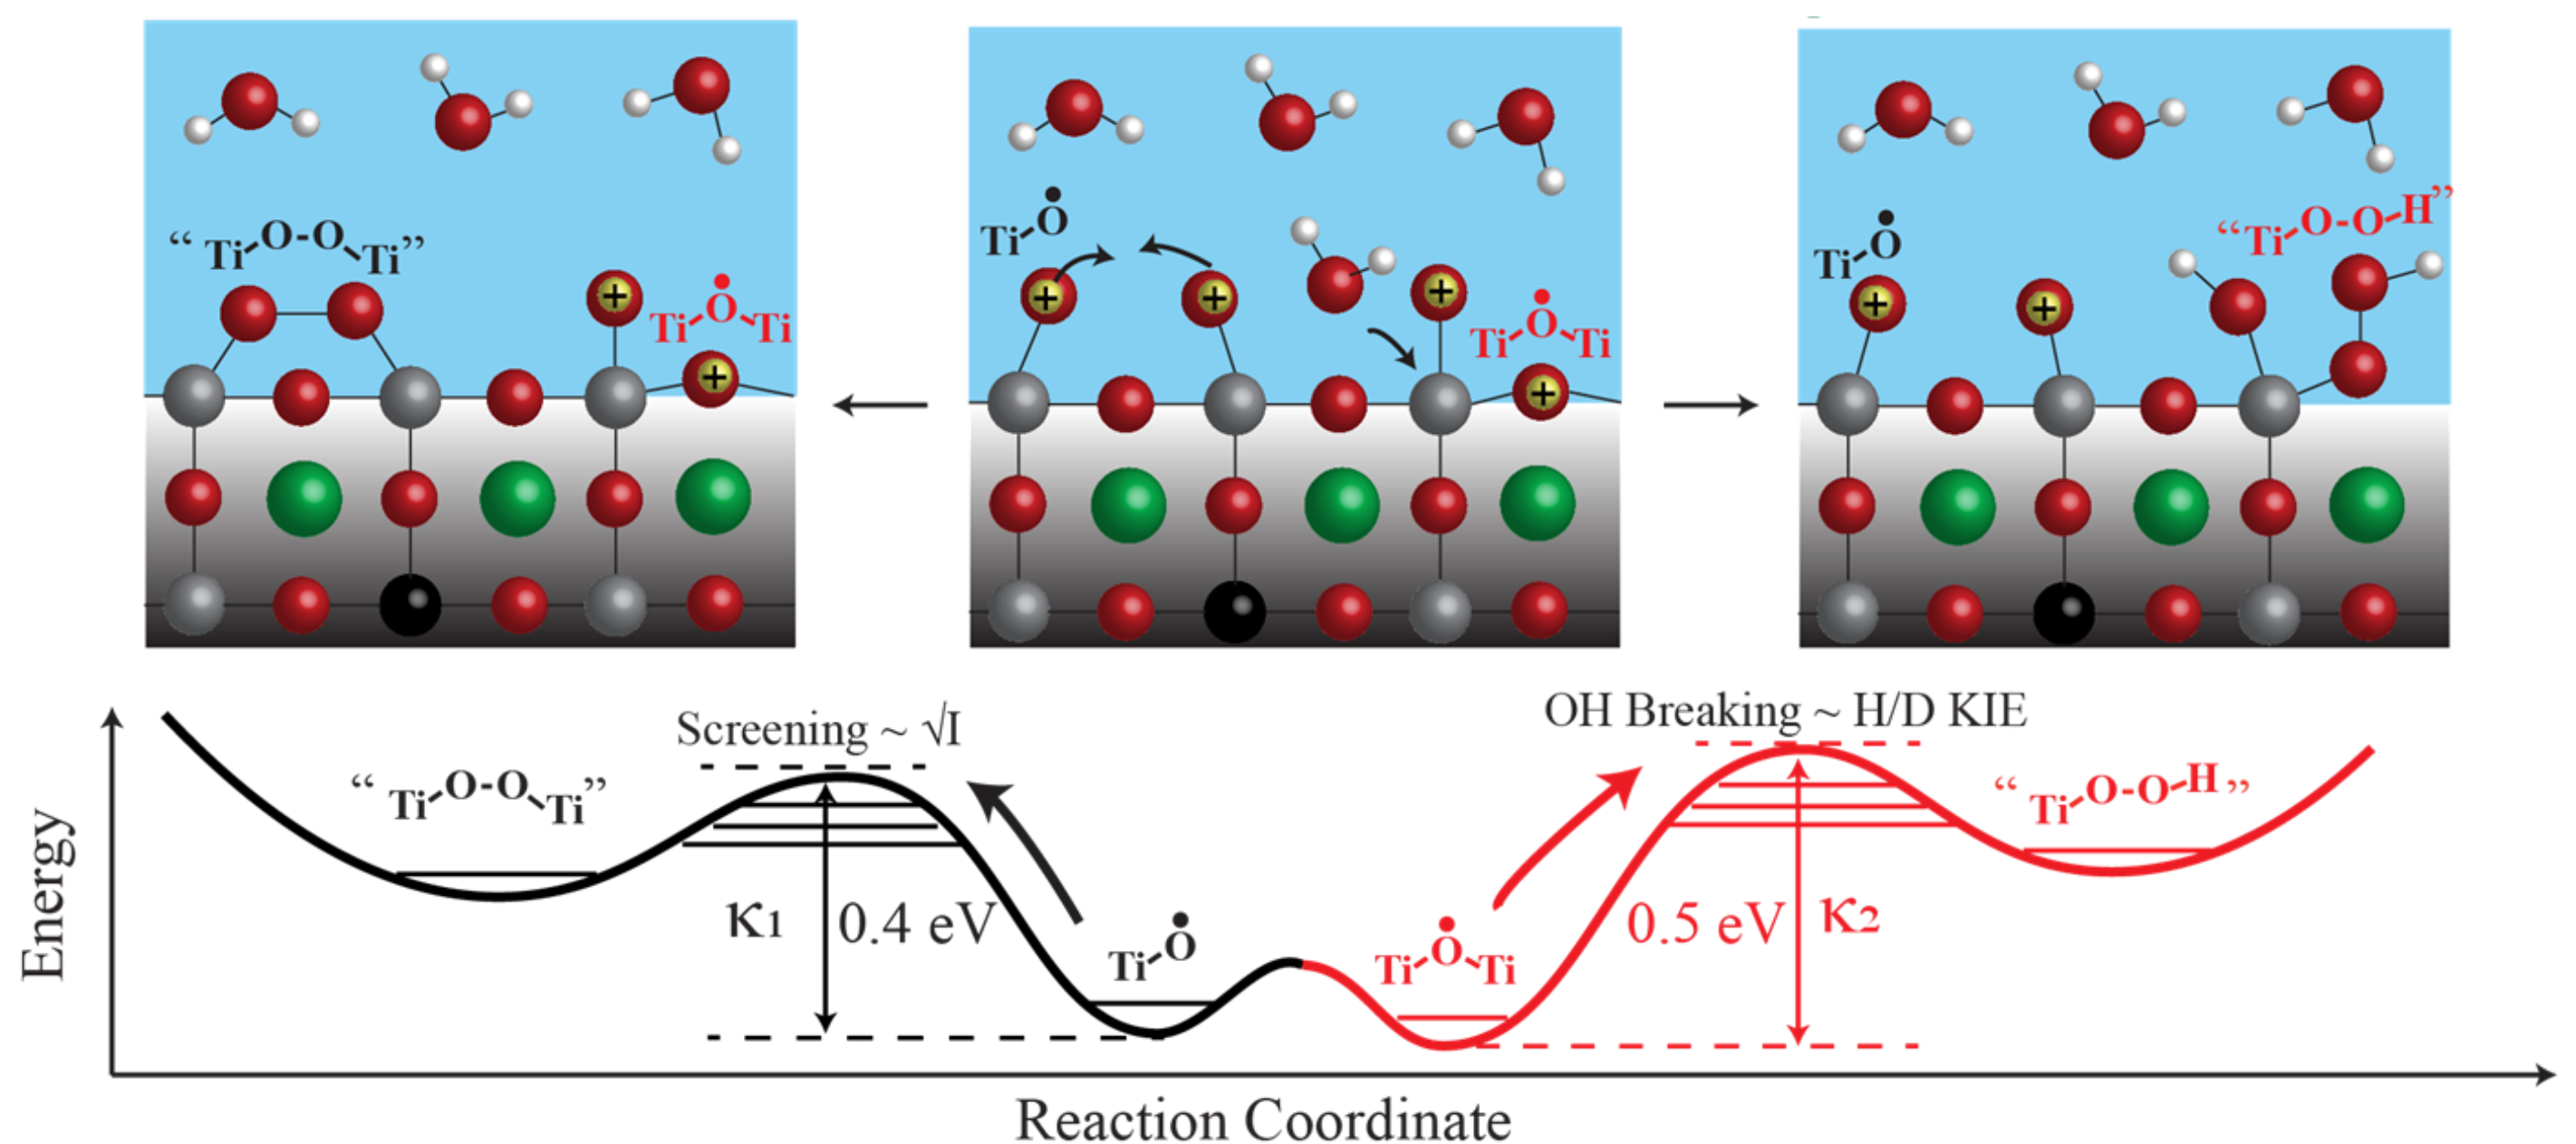 “ Ti-O-O-Ti”
Ti-O-Ti
+
+
Ti-O
Ti-O-Ti
+
+
+
+
Ti-O
“Ti-O-O-H”
+
+
Energy
“ Ti-O-O-Ti”
Screening ~ √I
κ1
0.4 eV
Ti-O
Ti-O-Ti
OH Breaking ~ H/D KIE
0.5 eV
κ2
“ Ti-O-O-H ”
Reaction Coordinate